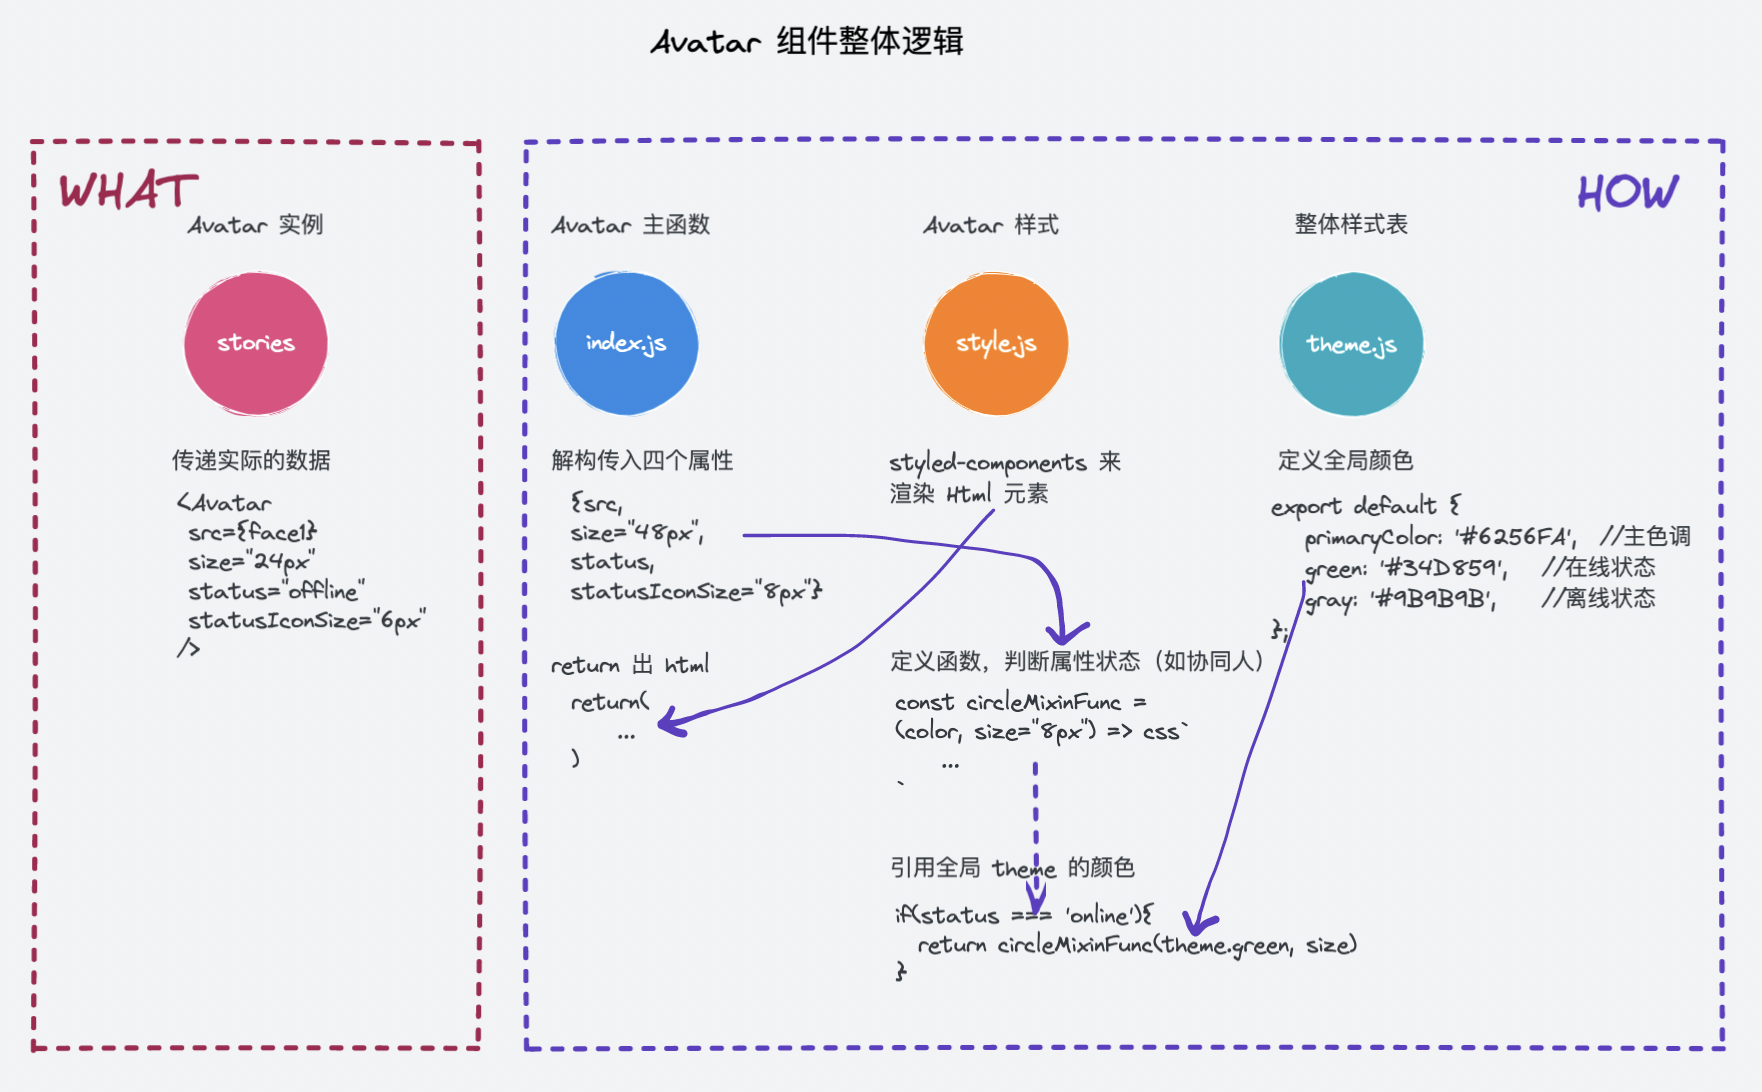 Avatar 组件整体逻辑
WHAT
Avatar 实例
stories
传递实际的数据
<Avatar
src={face1}
size="24px"
status="offline"
statusIconSize="6px"
/>
HOW
Avatar 主函数
index.js
解构传入四个属性
{src,
size="48px",
status,
statusIconSize="8px"}
return 出 html
return(
...
)
Avatar 样式
style.js
styled-components 来
渲染 Html 元素
定义函数，判断属性状态（如协同人）
const circleMixinFunc =
(color, size="8px") => css`
...
`
引用全局 theme 的颜色
if(status === 'online'){
return circleMixinFunc(theme.green, size)
}
整体样式表
theme.js
定义全局颜色
export default {
primaryColor: '#6256FA', //主色调
green: '#34D859', //在线状态
gray: '#9B9B9B', //离线状态
};